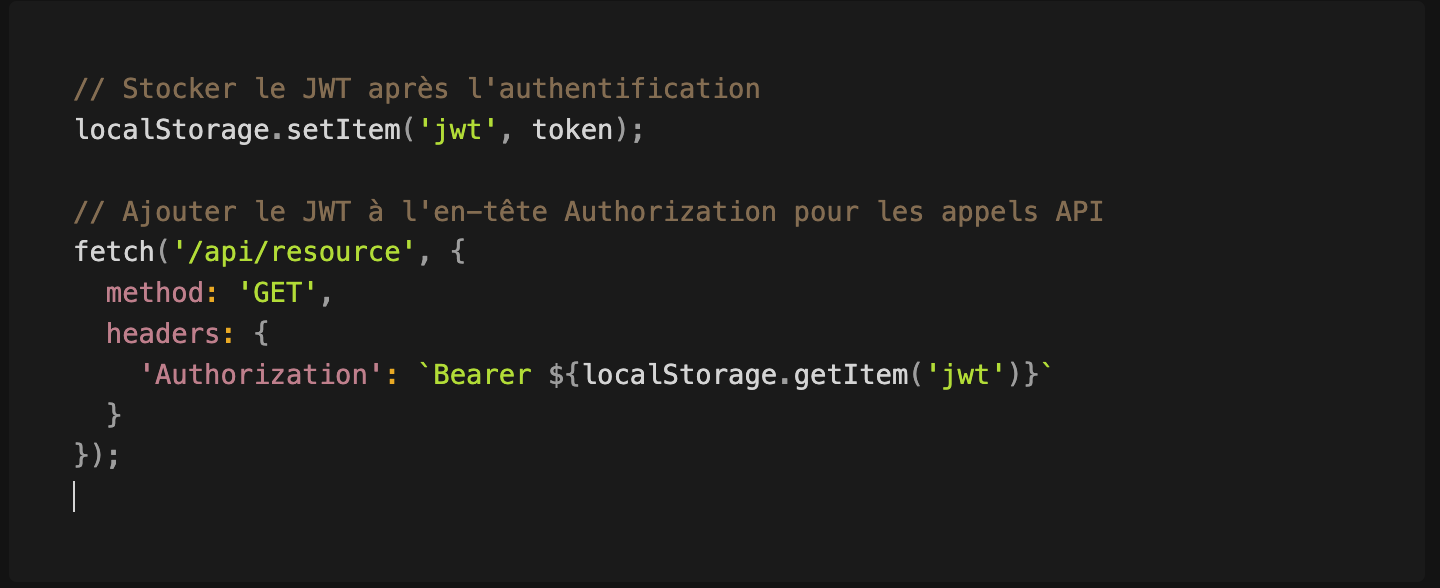 // Stocker le JWT après l'authentification
localStorage.setItem('jwt', token);
// Ajouter le JWT à l'en-tête Authorization pour les appels API
fetch('/api/resource', {
  method: 'GET',
  headers: {
    'Authorization': `Bearer ${localStorage.getItem('jwt')}`
  }
});